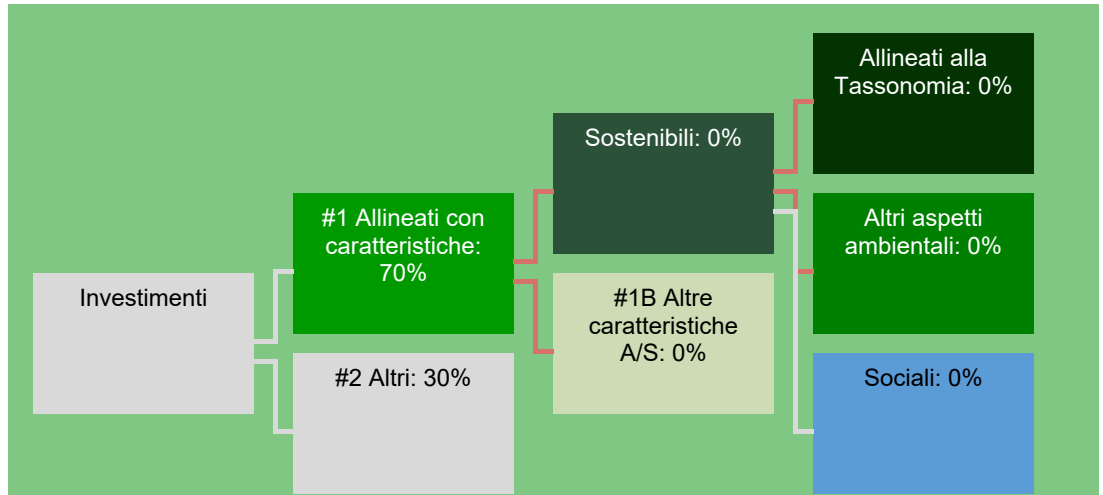 Investimenti
#1 Allineati con
caratteristiche:
70%
#2 Altri: 30%
Sostenibili: 0%
#1B Altre
caratteristiche
A/S: 0%
Allineati alla
Tassonomia: 0%
Altri aspetti
ambientali: 0%
Sociali: 0%